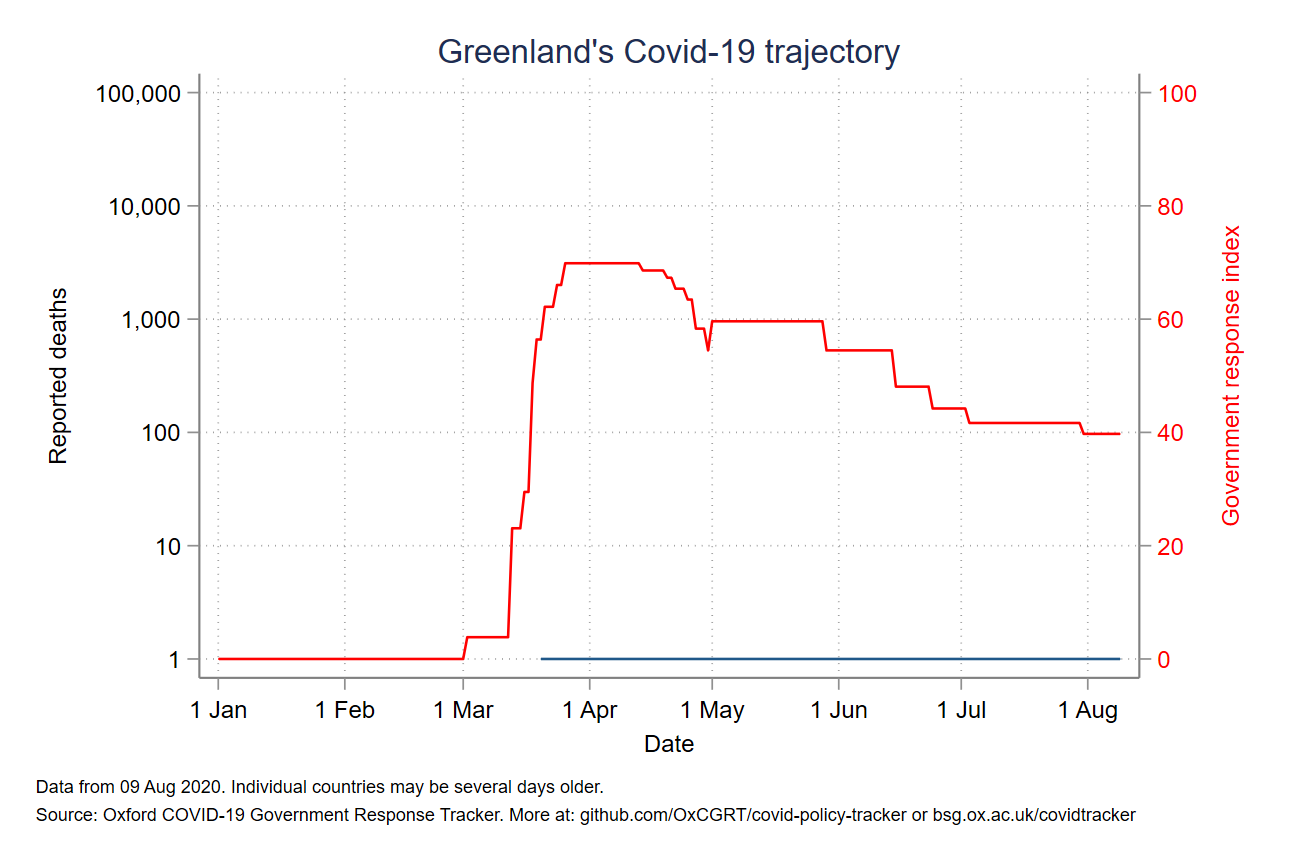 Greenland's Covid-19 trajectory
100,000
10,000
1,000
100
10
1
Reported deaths
100
80
60
40
20
0
Government response index
1 Jan 1 Feb 1 Mar 1 Apr 1 May 1 Jun 1 Jul 1 Aug
Date
Data from 09 Aug 2020. Individual countries may be several days older.
Source: Oxford COVID-19 Government Response Tracker. More at: github.com/OxCGRT/covid-policy-tracker or bsg.ox.ac.uk/covidtracker